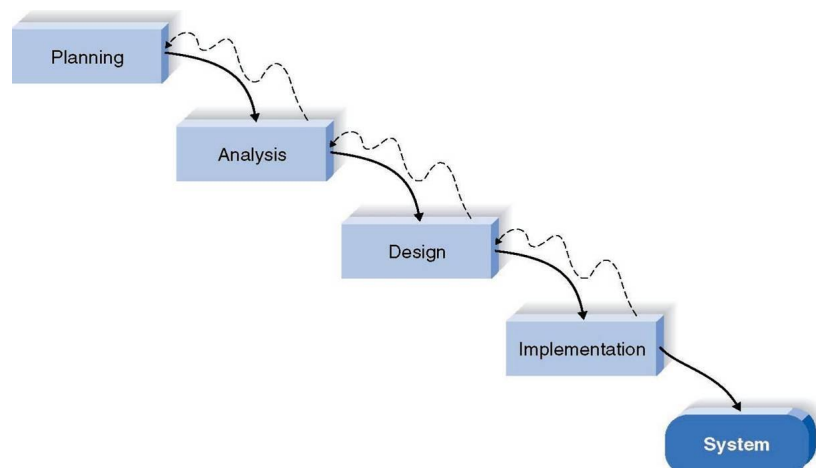 Planning
Analysis
Design
Implementation
System